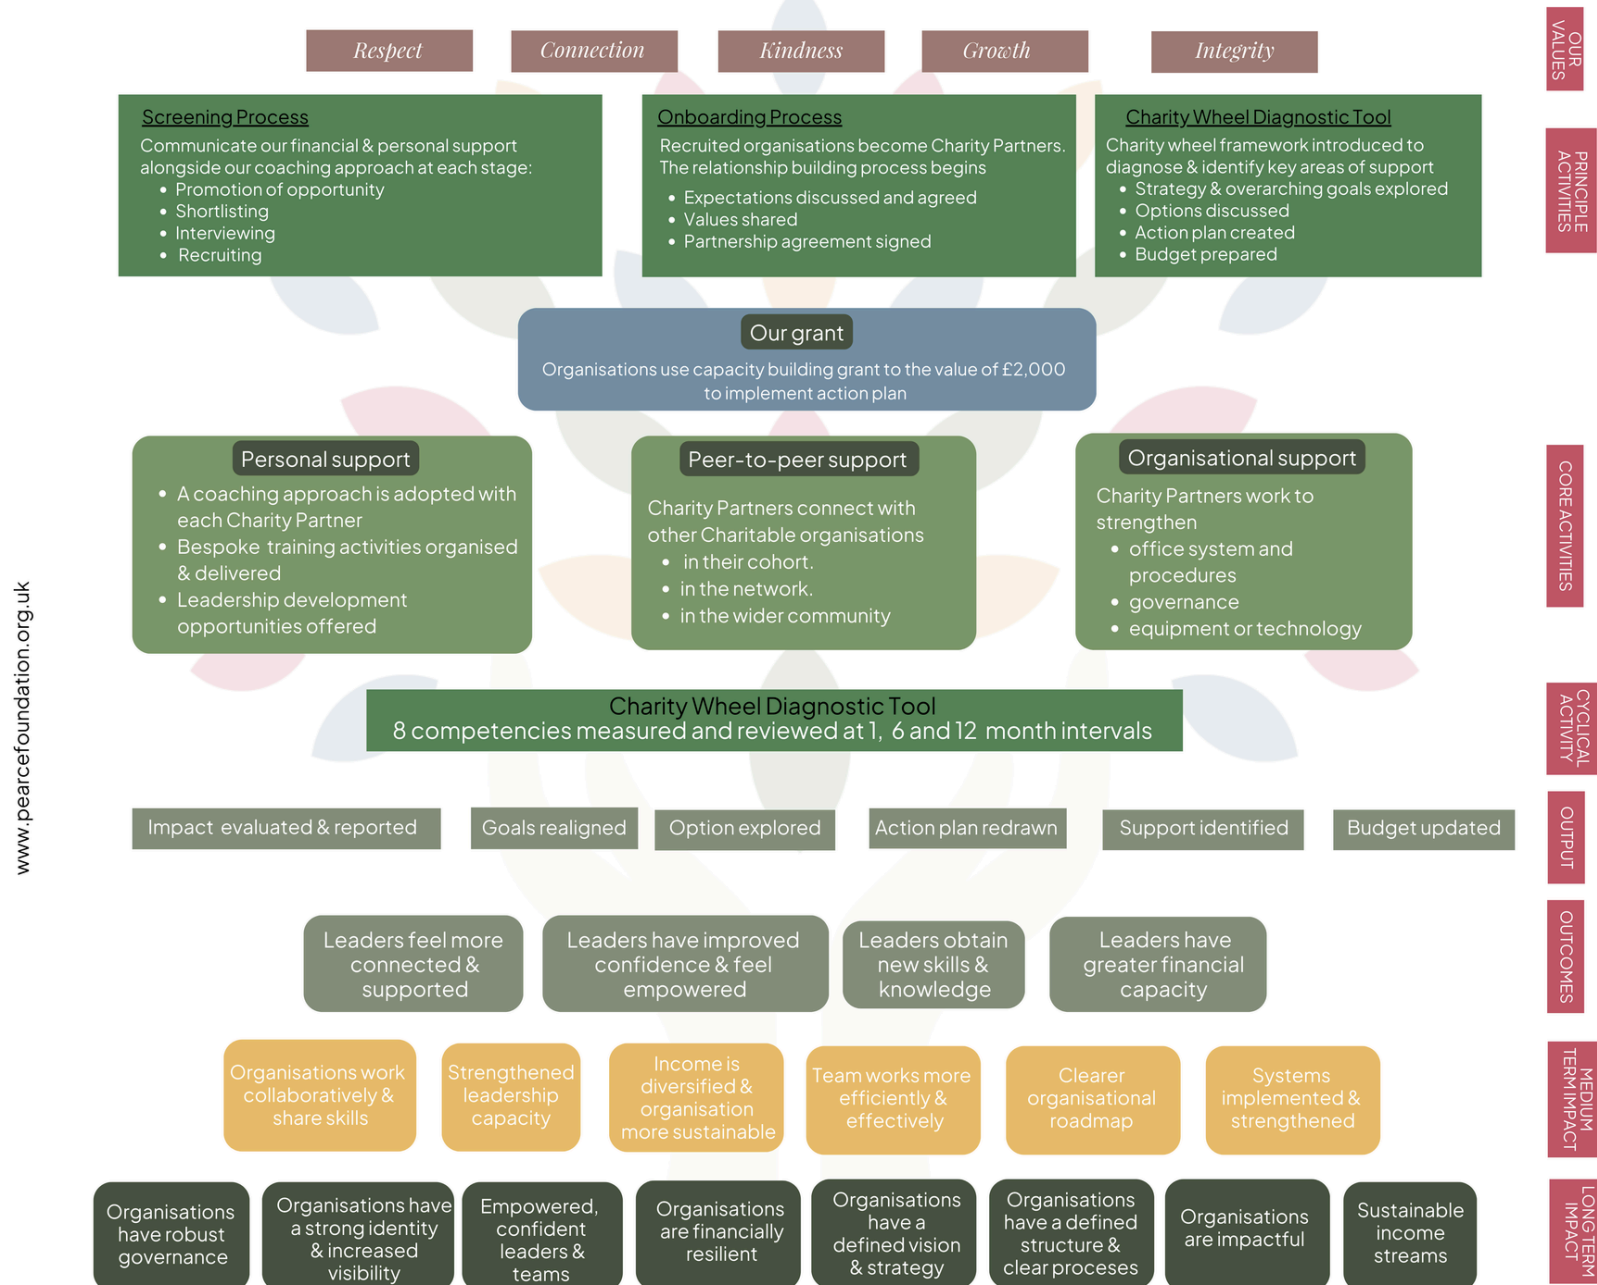 Respect
Connection
Kindness
Growth
Integrity
OUR
VALUES
Screening Process
Communicate our financial & personal support
alongside our coaching approach at each stage:
• Promotion of opportunity
• Shortlisting
• Interviewing
• Recruiting
Onboarding Process
Recruited organisations become Charity Partners.
The relationship building process begins
• Expectations discussed and agreed
• Values shared
• Partnership agreement signed
Charity Wheel Diagnostic Tool
Charity wheel framework introduced to
diagnose & identify key areas of support
• Strategy & overarching goals explored
• Options discussed
• Action plan created
• Budget prepared
PRINCIPLE
ACTIVITIES
Our grant
Organisations use capacity building grant to the value of £2,000
to implement action plan
Personal support
• A coaching approach is adopted with
each Charity Partner
• Bespoke training activities organised
& delivered
• Leadership development
opportunities offered
Peer-to-peer support
Charity Partners connect with
other Charitable organisations
• in their cohort.
• in the network.
• in the wider community
Organisational support
Charity Partners work to
strengthen
• office system and
procedures
• governance
• equipment or technology
CORE ACTIVITIES
www.pearcefoundation.org.uk
Charity Wheel Diagnostic Tool
8 competencies measured and reviewed at 1, 6 and 12 month intervals
CYCLICAL
ACTIVITY
Impact evaluated & reported
Goals realigned
Option explored
Action plan redrawn
Support identified
Budget updated
OUTPUT
Leaders feel more
connected &
supported
Leaders have improved
confidence & feel
empowered
Leaders obtain
new skills &
knowledge
Leaders have
greater financial
capacity
OUTCOMES
Organisations work
collaboratively &
share skills
Strengthened
leadership
capacity
Income is
diversified &
organisation
more sustainable
Team works more
efficiently &
effectively
Clearer
organisational
roadmap
Systems
implemented &
strengthened
MEDIUM
TERM IMPACT
Organisations
have robust
governance
Organisations have
a strong identity
& increased
visibility
Empowered,
confident
leaders &
teams
Organisations
are financially
resilient
Organisations
have a
defined vision
& strategy
Organisations
have a defined
structure &
clear proceses
Organisations
are impactful
Sustainable
income
streams
LONG TERM
IMPACT